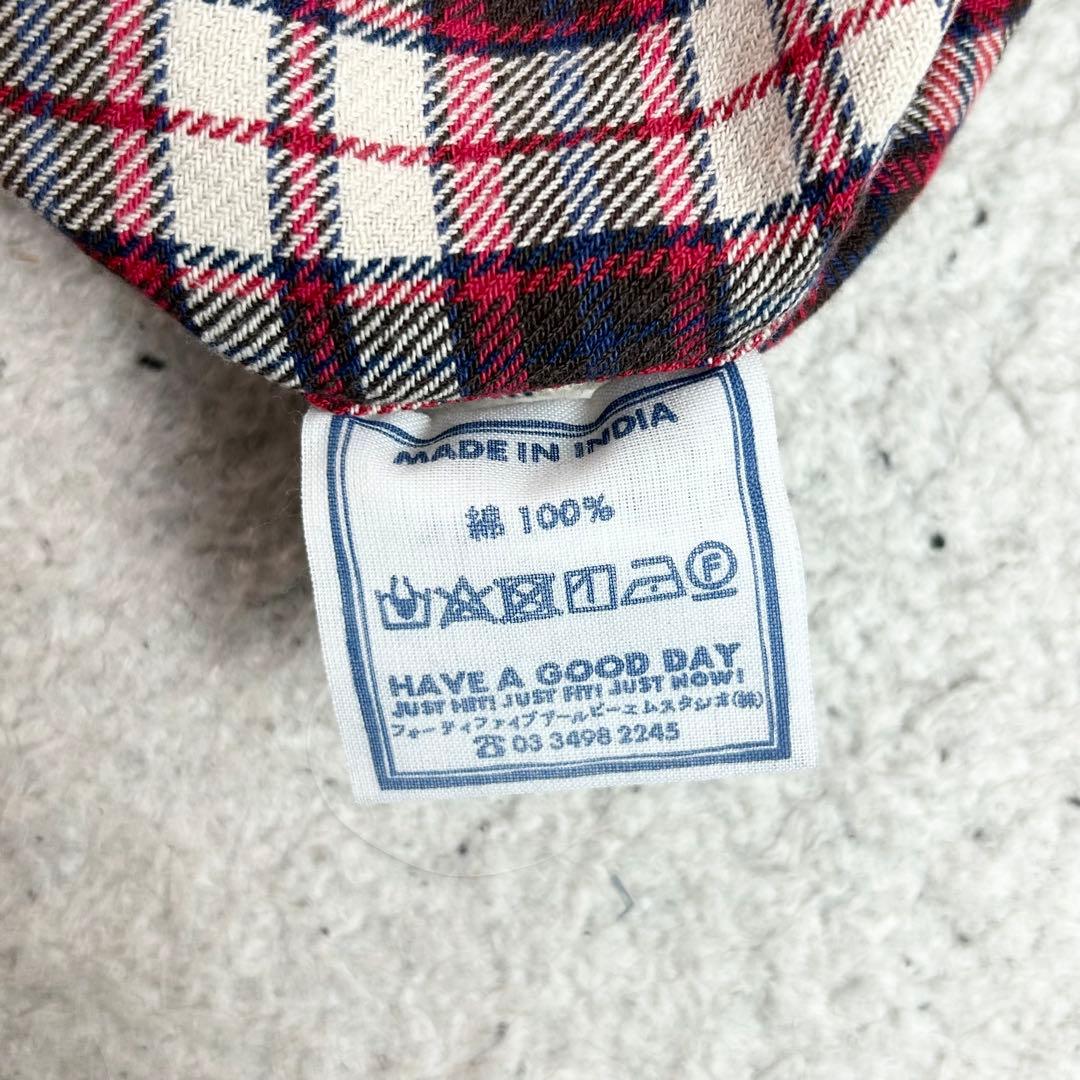 MADE IN INDIA
綿 100%
F
HAVE A GOOD DAY
JUST HIT! JUST FIT! JUST NOW!
フォーティファイブアールピーエムスタジオ(株)
☎ 03 3498 2245